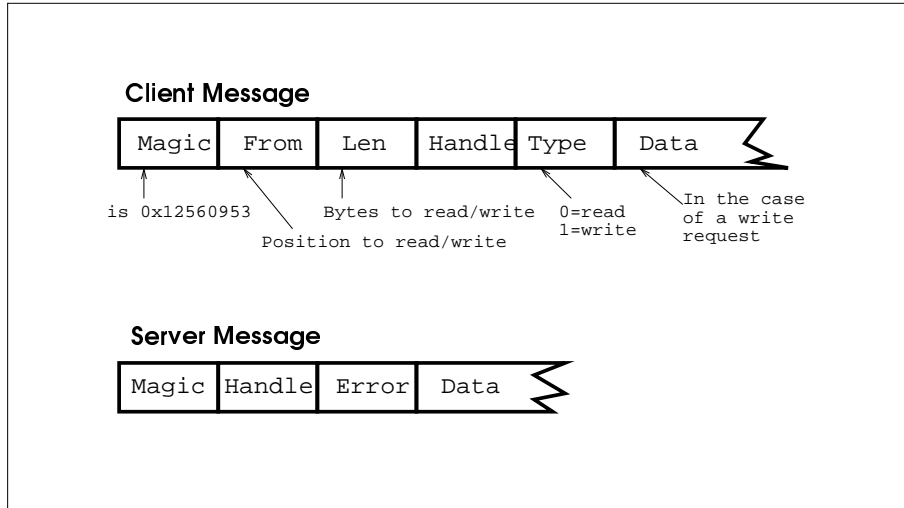 Client Message
Magic From Len Handle Type Data
is 0x12560953
Position to read/write
Bytes to read/write
0=read
1=write
In the case
of a write
request
Server Message
Magic Handle Error Data